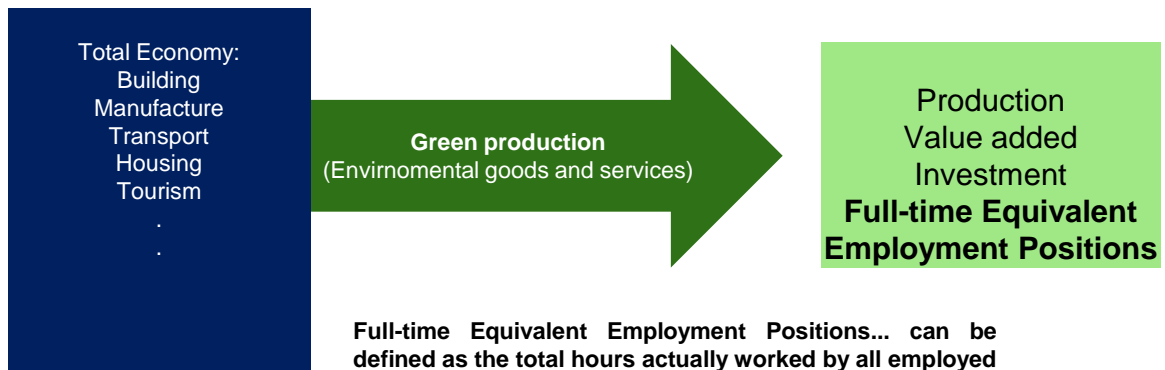 Total Economy:
Building
Manufacture
Transport
Housing
Tourism
.
.
Green production
(Envirnomental goods and services)
Production
Value added
Investment
Full-time Equivalent
Employment Positions
Full-time Equivalent Employment Positions... can be
defined as the total hours actually worked by all employed